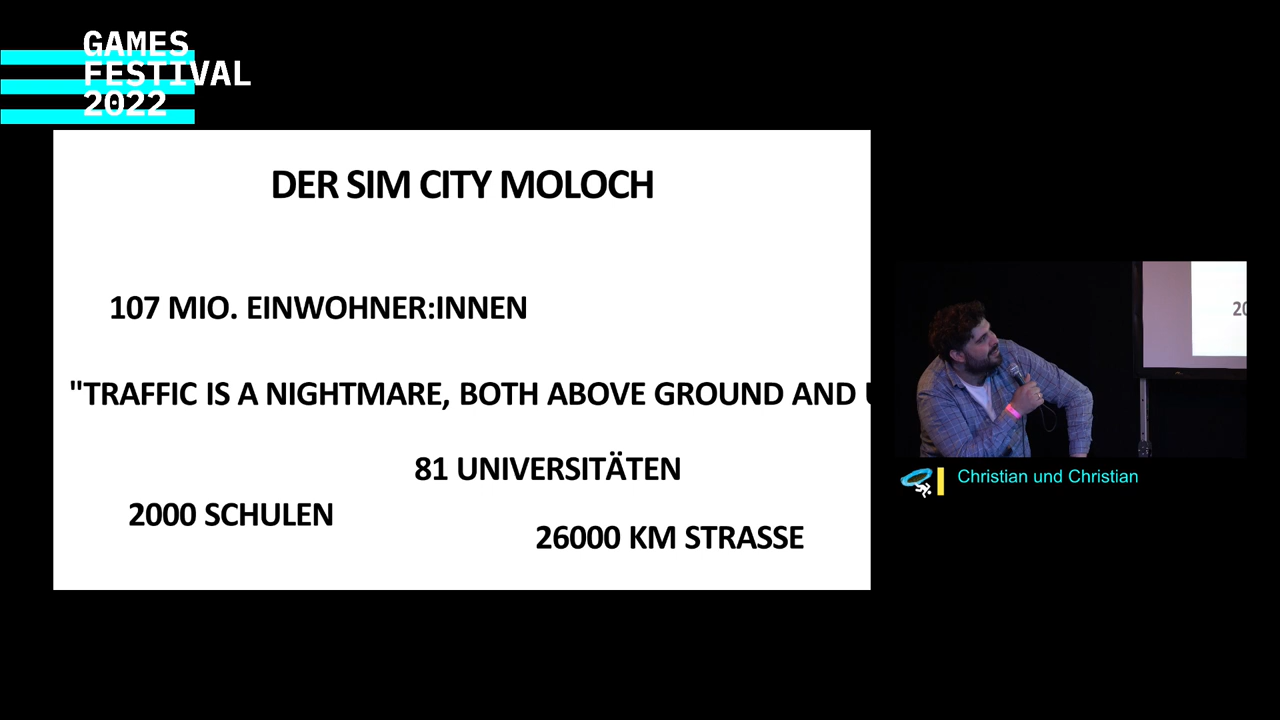 GAMES
FESTIVAL
2022
DER SIM CITY MOLOCH
107 MIO. EINWOHNER:INNEN
"TRAFFIC IS A NIGHTMARE, BOTH ABOVE GROUND AND
81 UNIVERSITÄTEN
2000 SCHULEN
26000 KM STRASSE
20
Christian und Christian